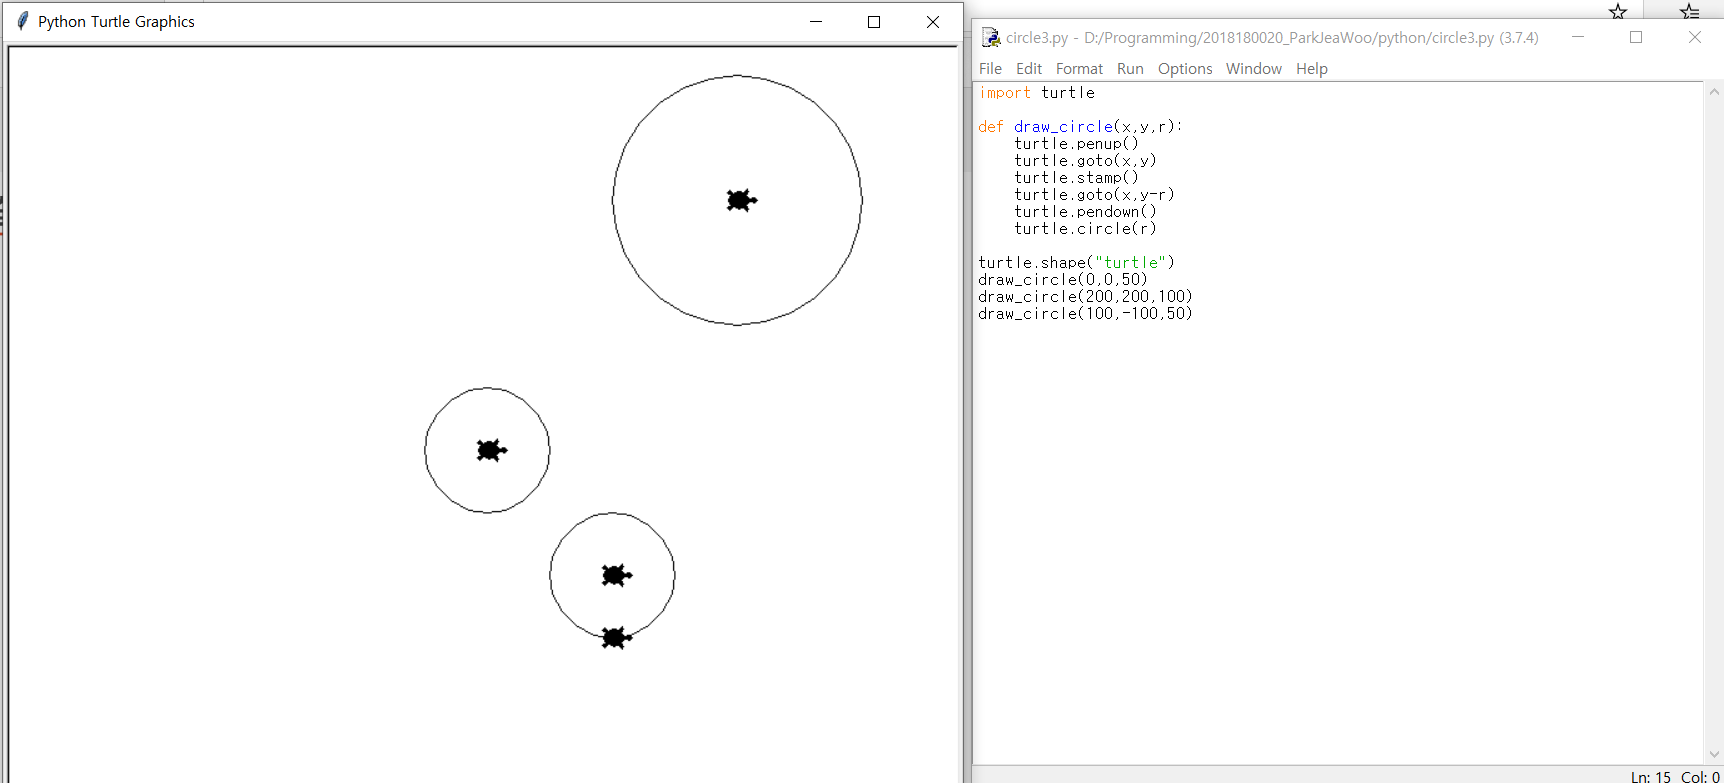 Python Turtle Graphics
circle3.py - D:/Programming/2018180020_ParkJeaWoo/python/circle3.py (3.7.4)
File Edit Format Run Options Window Help
import turtle
def draw_circle(x,y,r):
    turtle.penup()
    turtle.goto(x,y)
    turtle.stamp()
    turtle.goto(x,y-r)
    turtle.pendown()
    turtle.circle(r)
turtle.shape("turtle")
draw_circle(0,0,50)
draw_circle(200,200,100)
draw_circle(100,-100,50)
Ln: 15 Col: 0